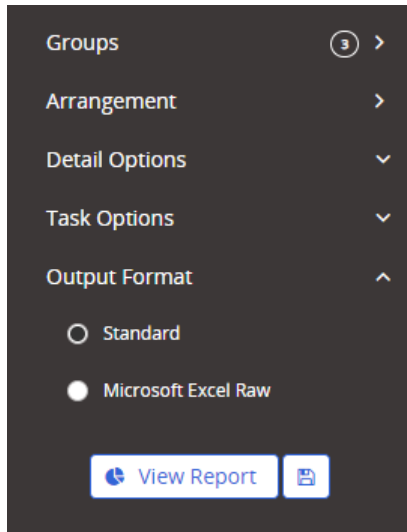 Groups 3
Arrangement
Detail Options
Task Options
Output Format
Standard
Microsoft Excel Raw
View Report